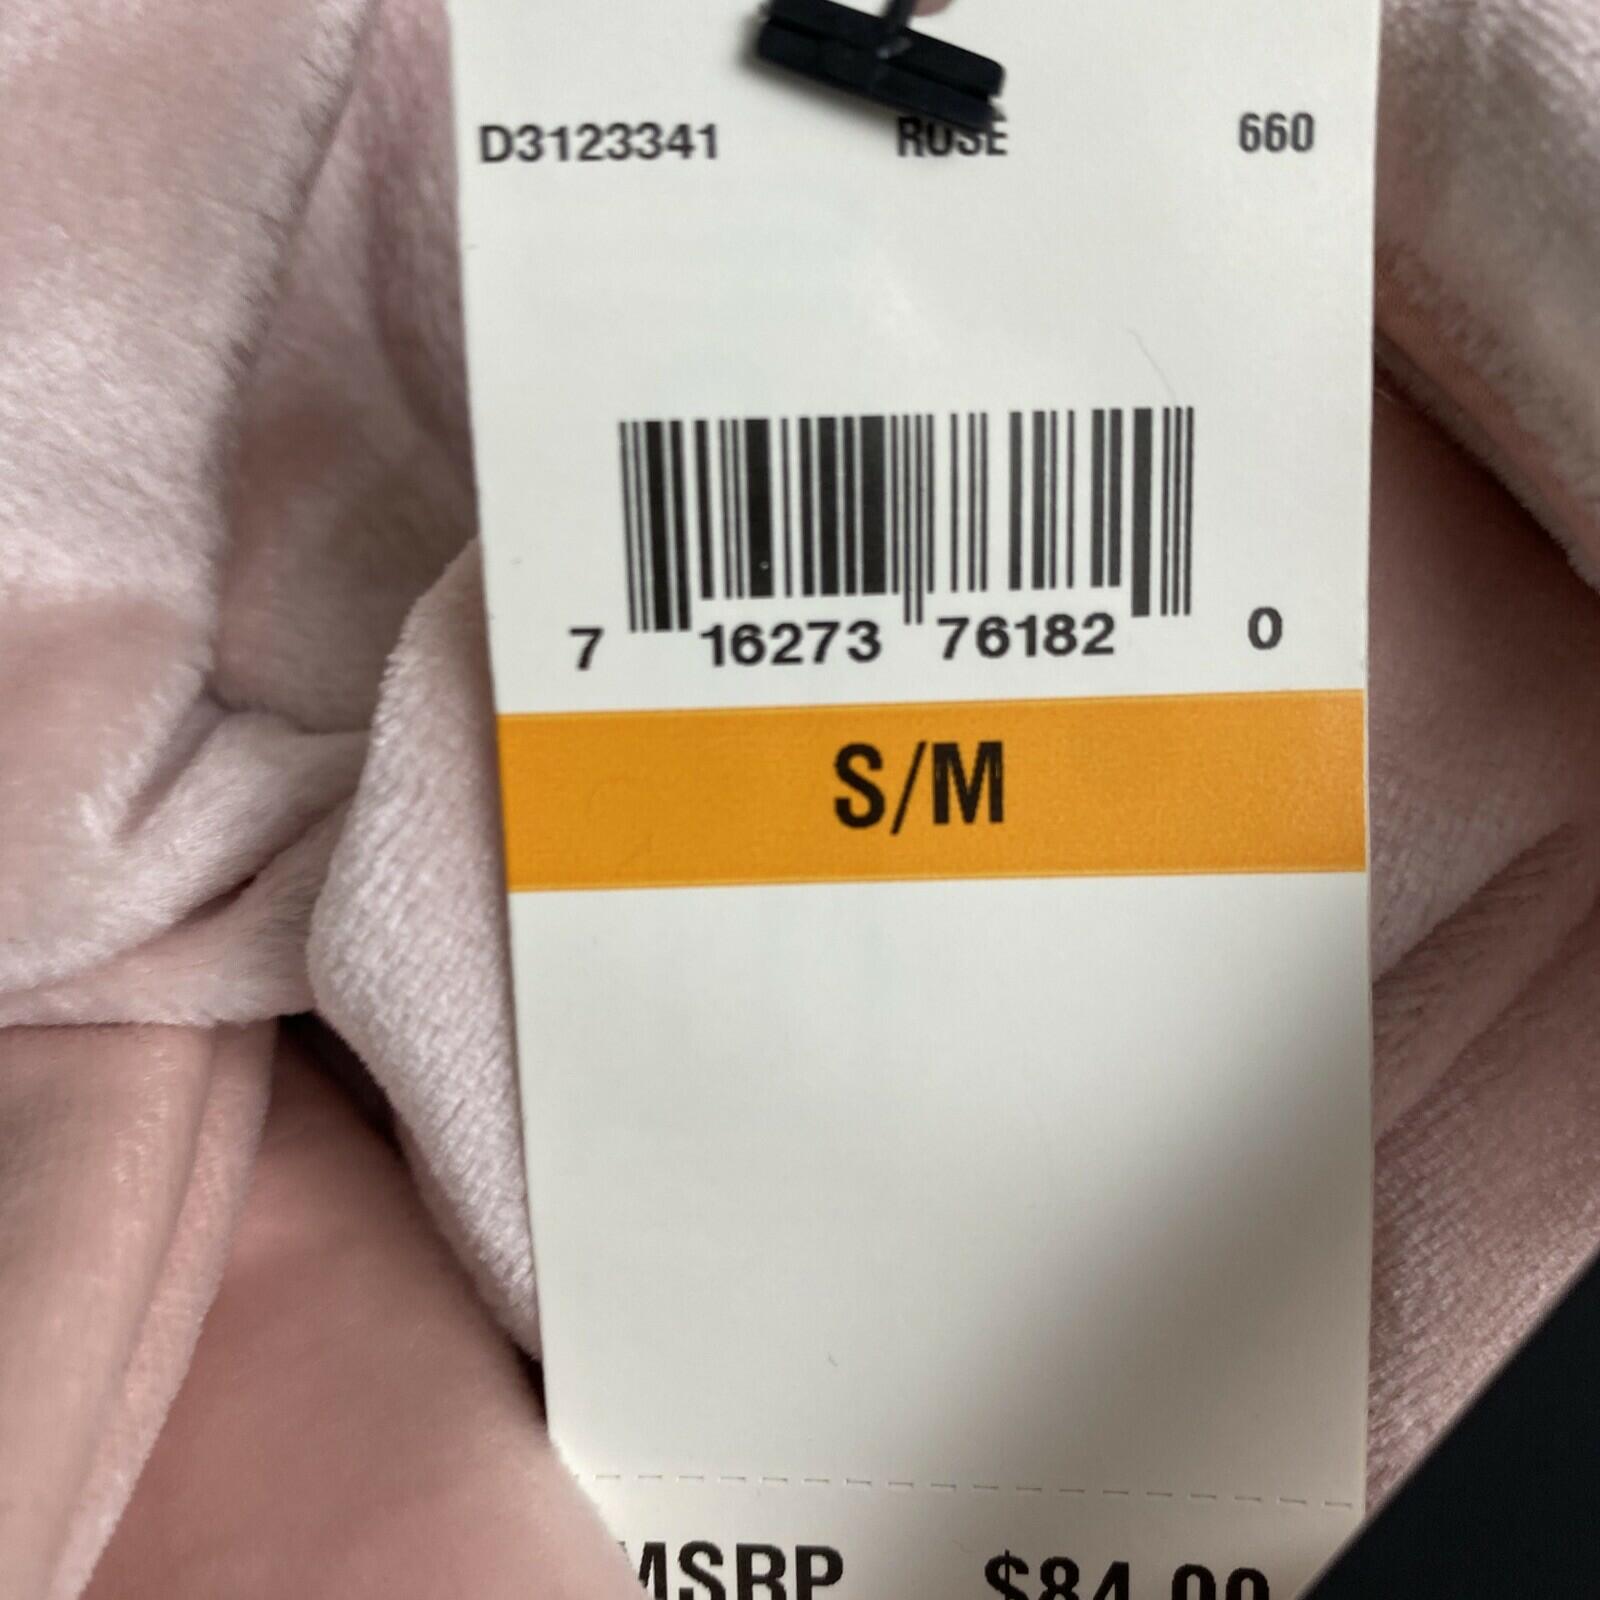 D3123341 ROSE 660
7 16273 76182 0
S/M
MSRP $84.00